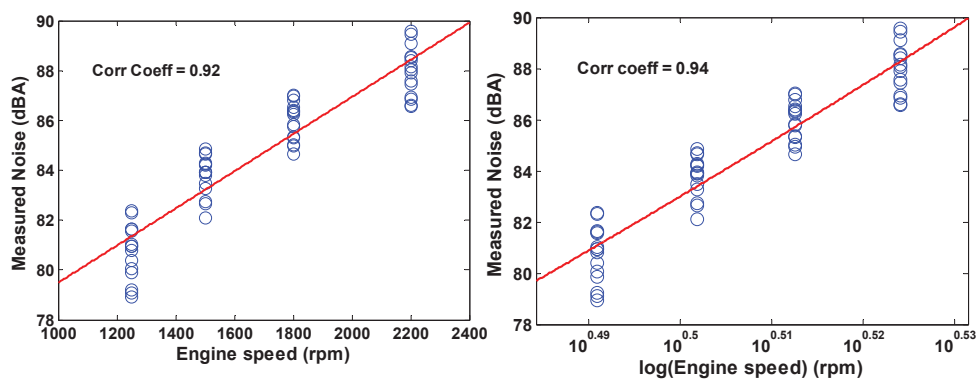 90
88
86
84
82
80
78
Measured Noise (dBA)
Corr Coeff = 0.92
1000 1200 1400 1600 1800 2000 2200 2400
Engine speed (rpm)
90
88
86
84
82
80
78
Measured Noise (dBA)
Corr coeff = 0.94
10^0.49 10^0.5 10^0.51 10^0.52 10^0.53
log(Engine speed) (rpm)